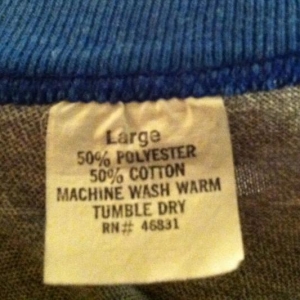 Large
50% POLYESTER
50% COTTON
MACHINE WASH WARM
TUMBLE DRY
RN# 46831